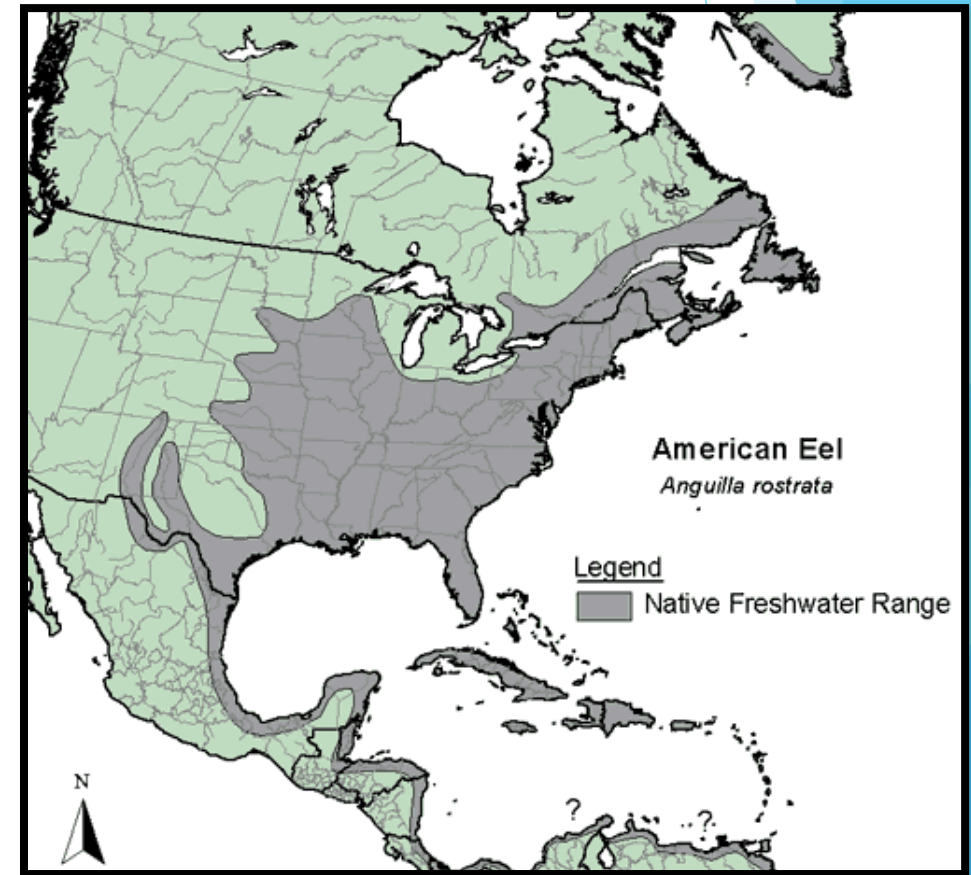 ?
American Eel
Anguilla rostrata
Legend
Native Freshwater Range
N
?
?